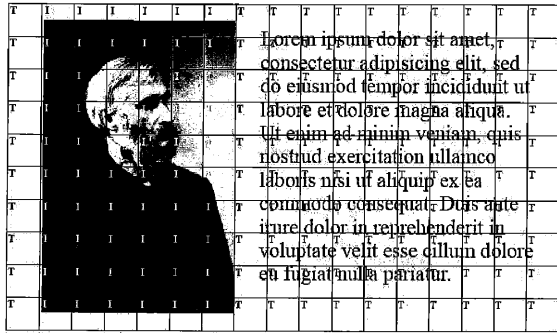 Lorem ipsum dolor sit amet,
consectetur adipisicing elit, sed
do eiusmod tempor incididunt ut
labore et dolore magna aliqua.
Ut enim ad minim veniam, quis
nostrud exercitation ullamco
laboris nisi ut aliquip ex ea
commodo consequat. Duis aute
irure dolor in reprehenderit in
voluptate velit esse cillum dolore
eu fugiat nulla pariatur.